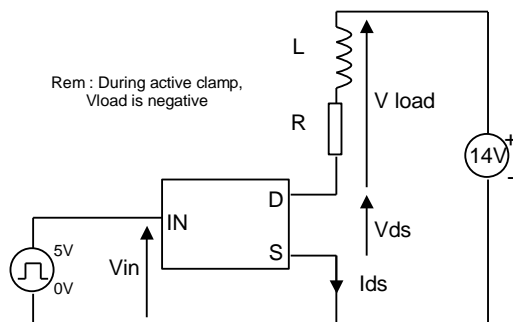 L
Rem : During active clamp,
Vload is negative
V load
R
14V
+
-
D
IN
Vds
5V
S
Vin
0V
Ids